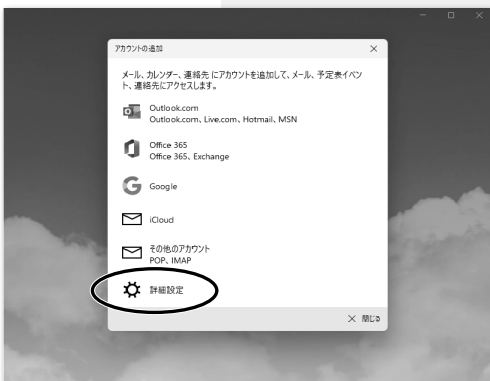 アカウントの追加
メール、カレンダー、連絡先 にアカウントを追加して、メール、予定表イベン
ト、連絡先にアクセスします。
Outlook.com
Outlook.com、Live.com、Hotmail、MSN
Office 365
Office 365、Exchange
Google
iCloud
その他のアカウント
POP、IMAP
詳細設定
閉じる